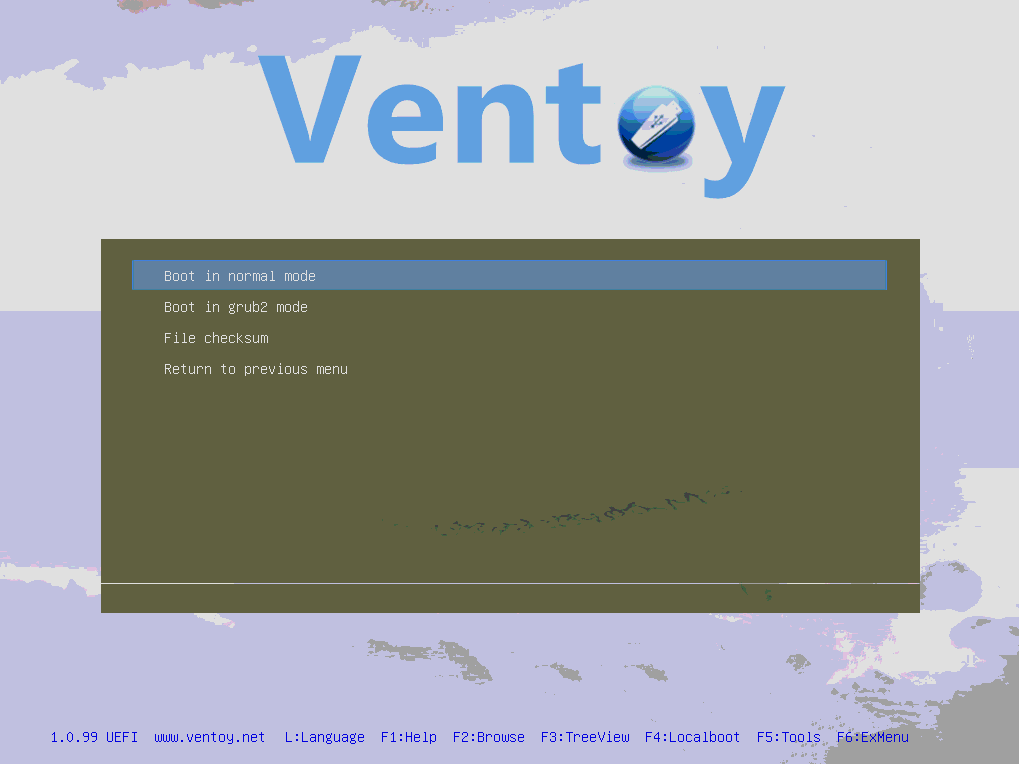 Ventoy
Boot in normal mode
Boot in grub2 mode
File checksum
Return to previous menu
1.0.99 UEFI www.ventoy.net L:Language F1:Help F2:Browse F3:TreeView F4:Localboot F5:Tools F6:ExMenu